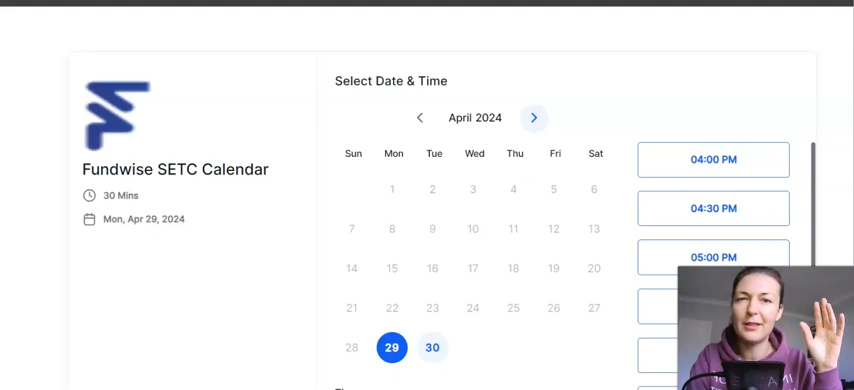 Select Date & Time
April 2024
Fundwise SETC Calendar
30 Mins
Mon, Apr 29, 2024
Sun Mon Tue Wed Thu Fri Sat
1 2 3 4 5 6
7 8 9 10 11 12 13
14 15 16 17 18 19 20
21 22 23 24 25 26 27
28 29 30
04:00 PM
04:30 PM
05:00 PM